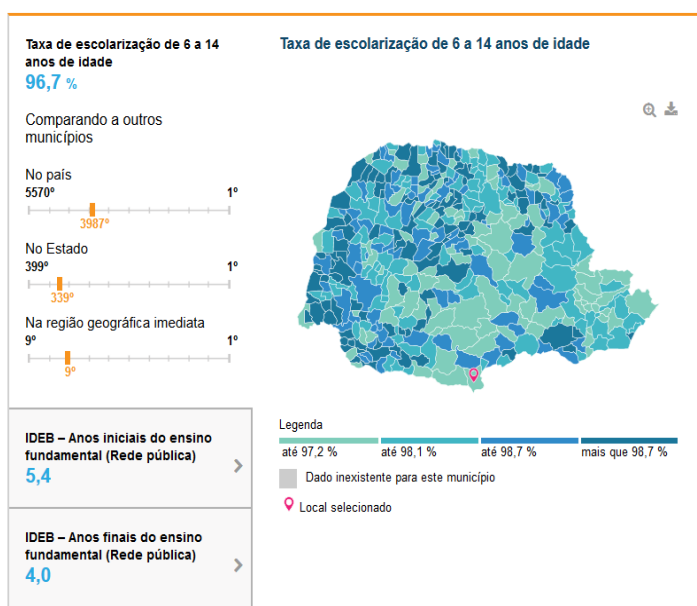 Taxa de escolarização de 6 a 14
anos de idade
96,7 %
Comparando a outros
municípios
No país
5570º 1º
3987º
No Estado
399º 1º
339º
Na região geográfica imediata
9º 1º
9º
IDEB – Anos iniciais do ensino
fundamental (Rede pública)
5,4
IDEB – Anos finais do ensino
fundamental (Rede pública)
4,0
Taxa de escolarização de 6 a 14 anos de idade
Legenda
até 97,2 % até 98,1 % até 98,7 % mais que 98,7 %
Dado inexistente para este município
Local selecionado